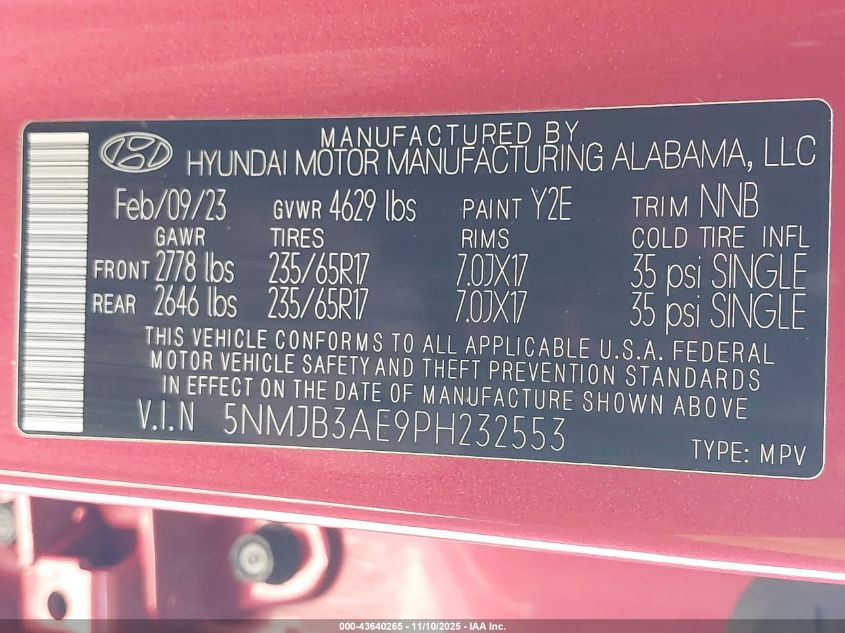 MANUFACTURED BY
HYUNDAI MOTOR MANUFACTURING ALABAMA, LLC
Feb/09/23 GVWR 4629 lbs PAINT Y2E TRIM NNB
GAWR TIRES RIMS COLD TIRE INFL
FRONT 2778 lbs 235/65R17 7.0JX17 35 psi SINGLE
REAR 2646 lbs 235/65R17 7.0JX17 35 psi SINGLE
THIS VEHICLE CONFORMS TO ALL APPLICABLE U.S.A. FEDERAL
MOTOR VEHICLE SAFETY AND THEFT PREVENTION STANDARDS
IN EFFECT ON THE DATE OF MANUFACTURE SHOWN ABOVE
V.I.N 5NMJB3AE9PH232553
TYPE: MPV
000-43640265 - 11/10/2025 - IAA Inc.